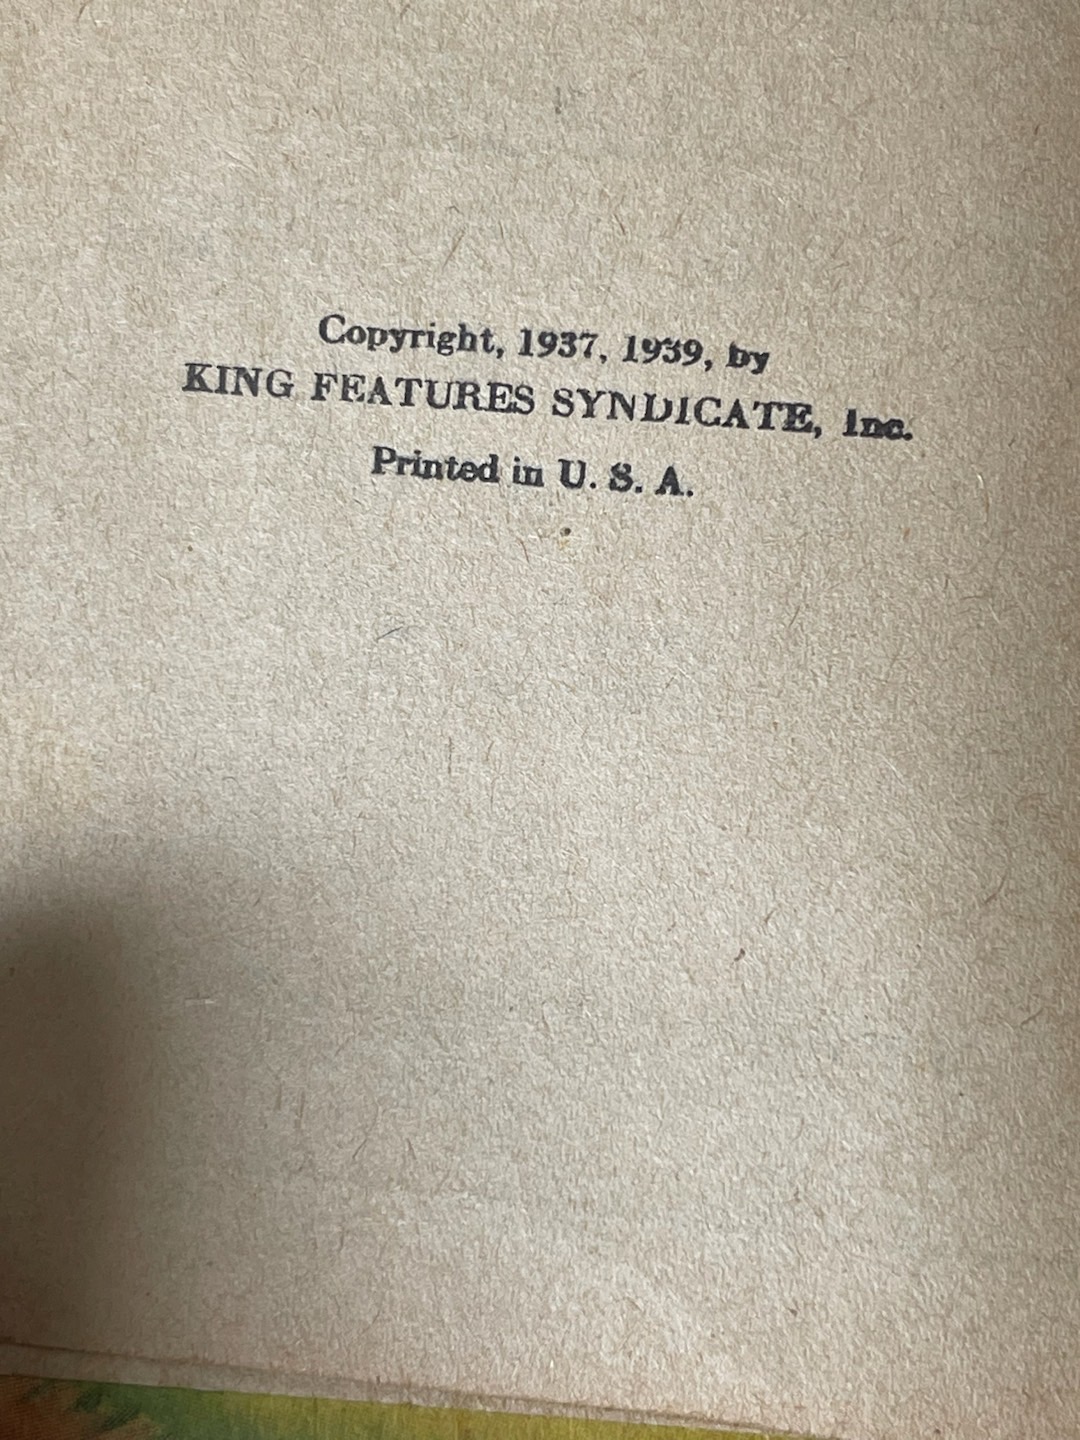 Copyright, 1937, 1939, by
KING FEATURES SYNDICATE, Inc.
Printed in U. S. A.